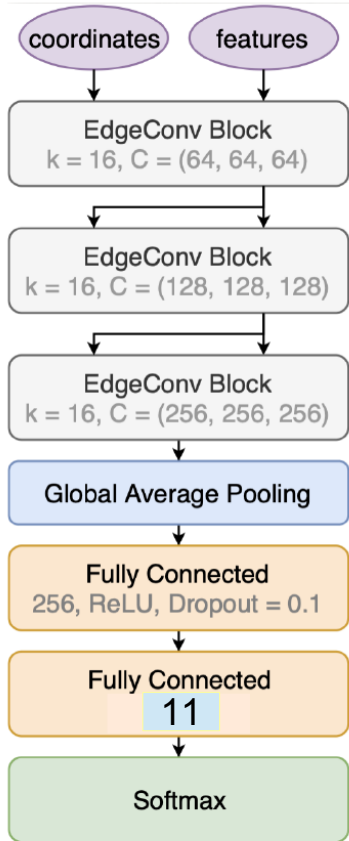 coordinates features
EdgeConv Block
k = 16, C = (64, 64, 64)
EdgeConv Block
k = 16, C = (128, 128, 128)
EdgeConv Block
k = 16, C = (256, 256, 256)
Global Average Pooling
Fully Connected
256, ReLU, Dropout = 0.1
Fully Connected
11
Softmax